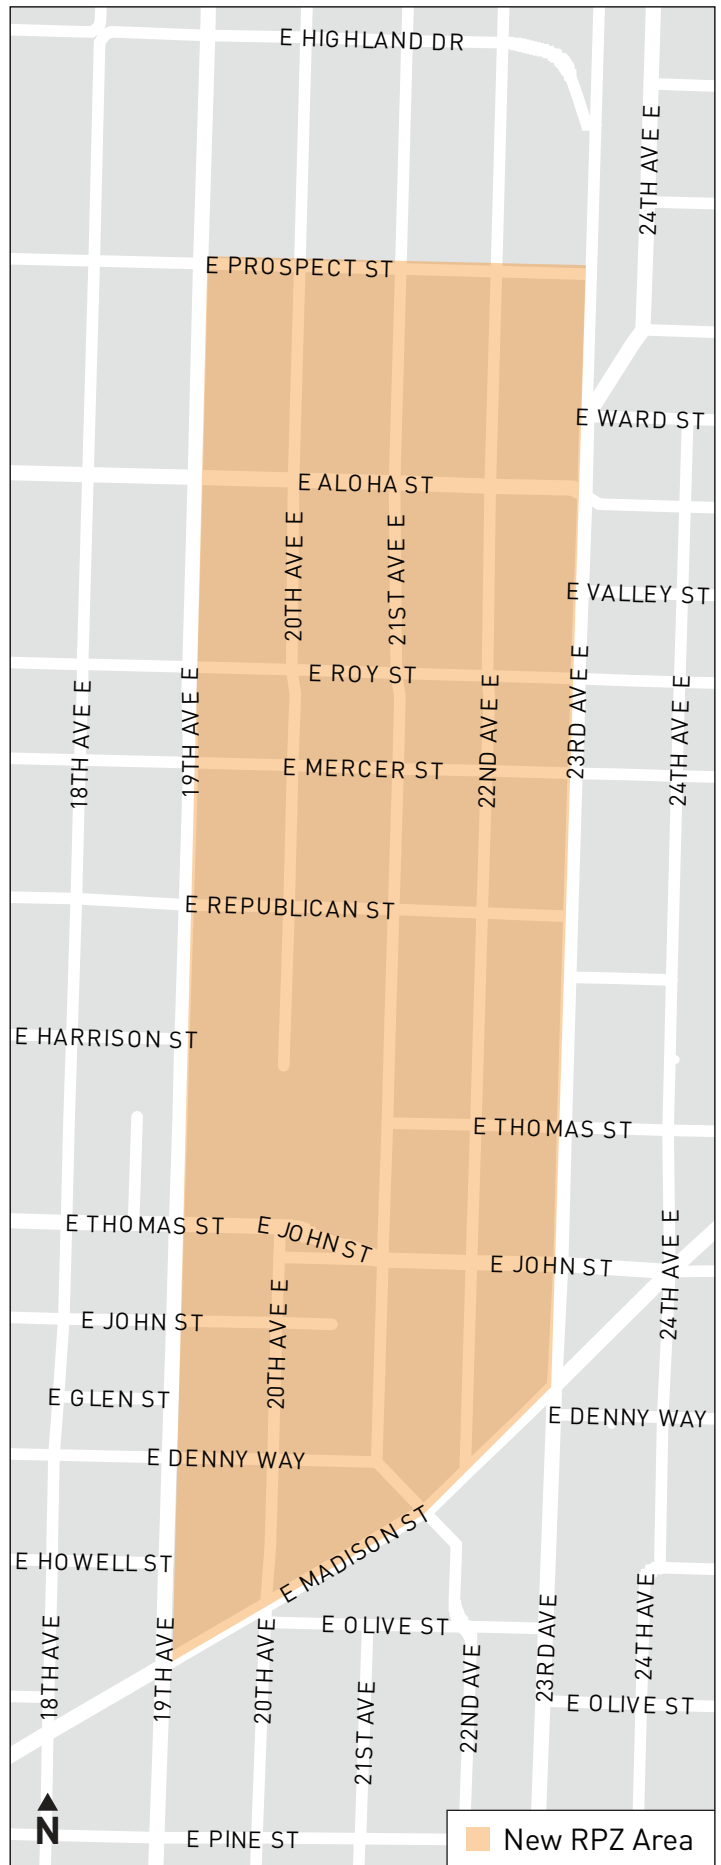 E HIGHLAND DR
24TH AVE E
E PROSPECT ST
E WARD ST
E ALOHA ST
20TH AVE E
21ST AVE E
E VALLEY ST
E ROY ST
18TH AVE E
19TH AVE E
22ND AVE E
23RD AVE E
24TH AVE E
E MERCER ST
E REPUBLICAN ST
E HARRISON ST
E THOMAS ST
E THOMAS ST
E JOHN ST
E JOHN ST
24TH AVE E
E JOHN ST
20TH AVE E
E GLEN ST
E DENNY WAY
E DENNY WAY
E MADISON ST
E HOWELL ST
E OLIVE ST
18TH AVE
19TH AVE
20TH AVE
21ST AVE
22ND AVE
23RD AVE
24TH AVE
E OLIVE ST
N
E PINE ST
New RPZ Area